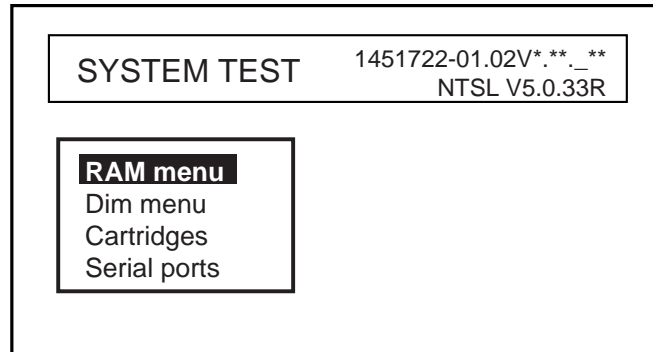 SYSTEM TEST
1451722-01.02V*.**._**
NTSL V5.0.33R
RAM menu
Dim menu
Cartridges
Serial ports